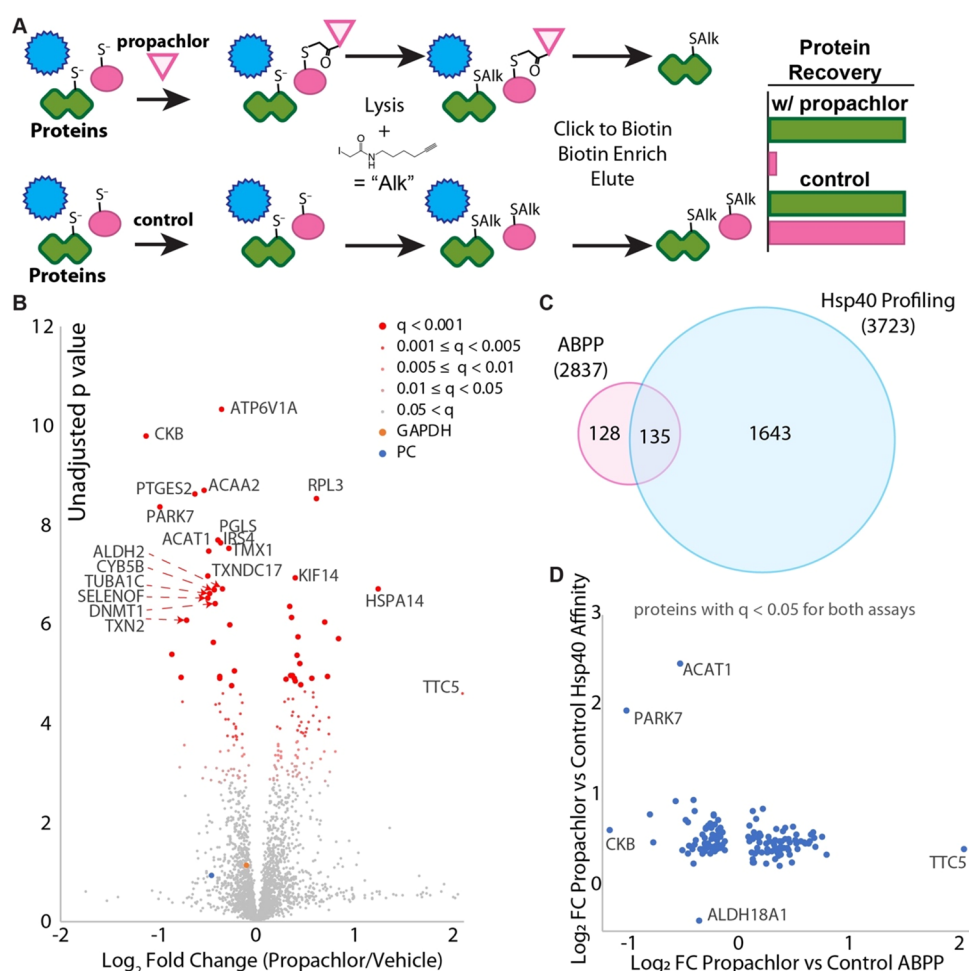 A
propachlor
S⁻
S⁻
Proteins
S⁻
S
O
Lysis
+
I
O
N
H
= "Alk"
SAlk
S
O
Click to Biotin
Biotin Enrich
Elute
SAlk
Protein
Recovery
w/ propachlor
control
S⁻
S⁻
Proteins
control
S⁻
S⁻
SAlk
SAlk
SAlk
SAlk
B
Unadjusted p value
12
10
8
6
4
2
0
-2
-1
0
1
2
Log₂ Fold Change (Propachlor/Vehicle)
q < 0.001
0.001 ≤ q < 0.005
0.005 ≤ q < 0.01
0.01 ≤ q < 0.05
0.05 < q
GAPDH
PC
ATP6V1A
CKB
PTGES2
ACAA2
RPL3
PARK7
PGLS
ACAT1
IRS4
TMX1
ALDH2
CYB5B
TXNDC17
KIF14
TUBA1C
SELENOF
HSPA14
DNMT1
TXN2
TTC5
C
Hsp40 Profiling
(3723)
ABPP
(2837)
128
135
1643
D
proteins with q < 0.05 for both assays
Log₂ FC Propachlor vs Control Hsp40 Affinity
3
2
1
0
ACAT1
PARK7
CKB
TTC5
ALDH18A1
-1
0
1
2
Log₂ FC Propachlor vs Control ABPP